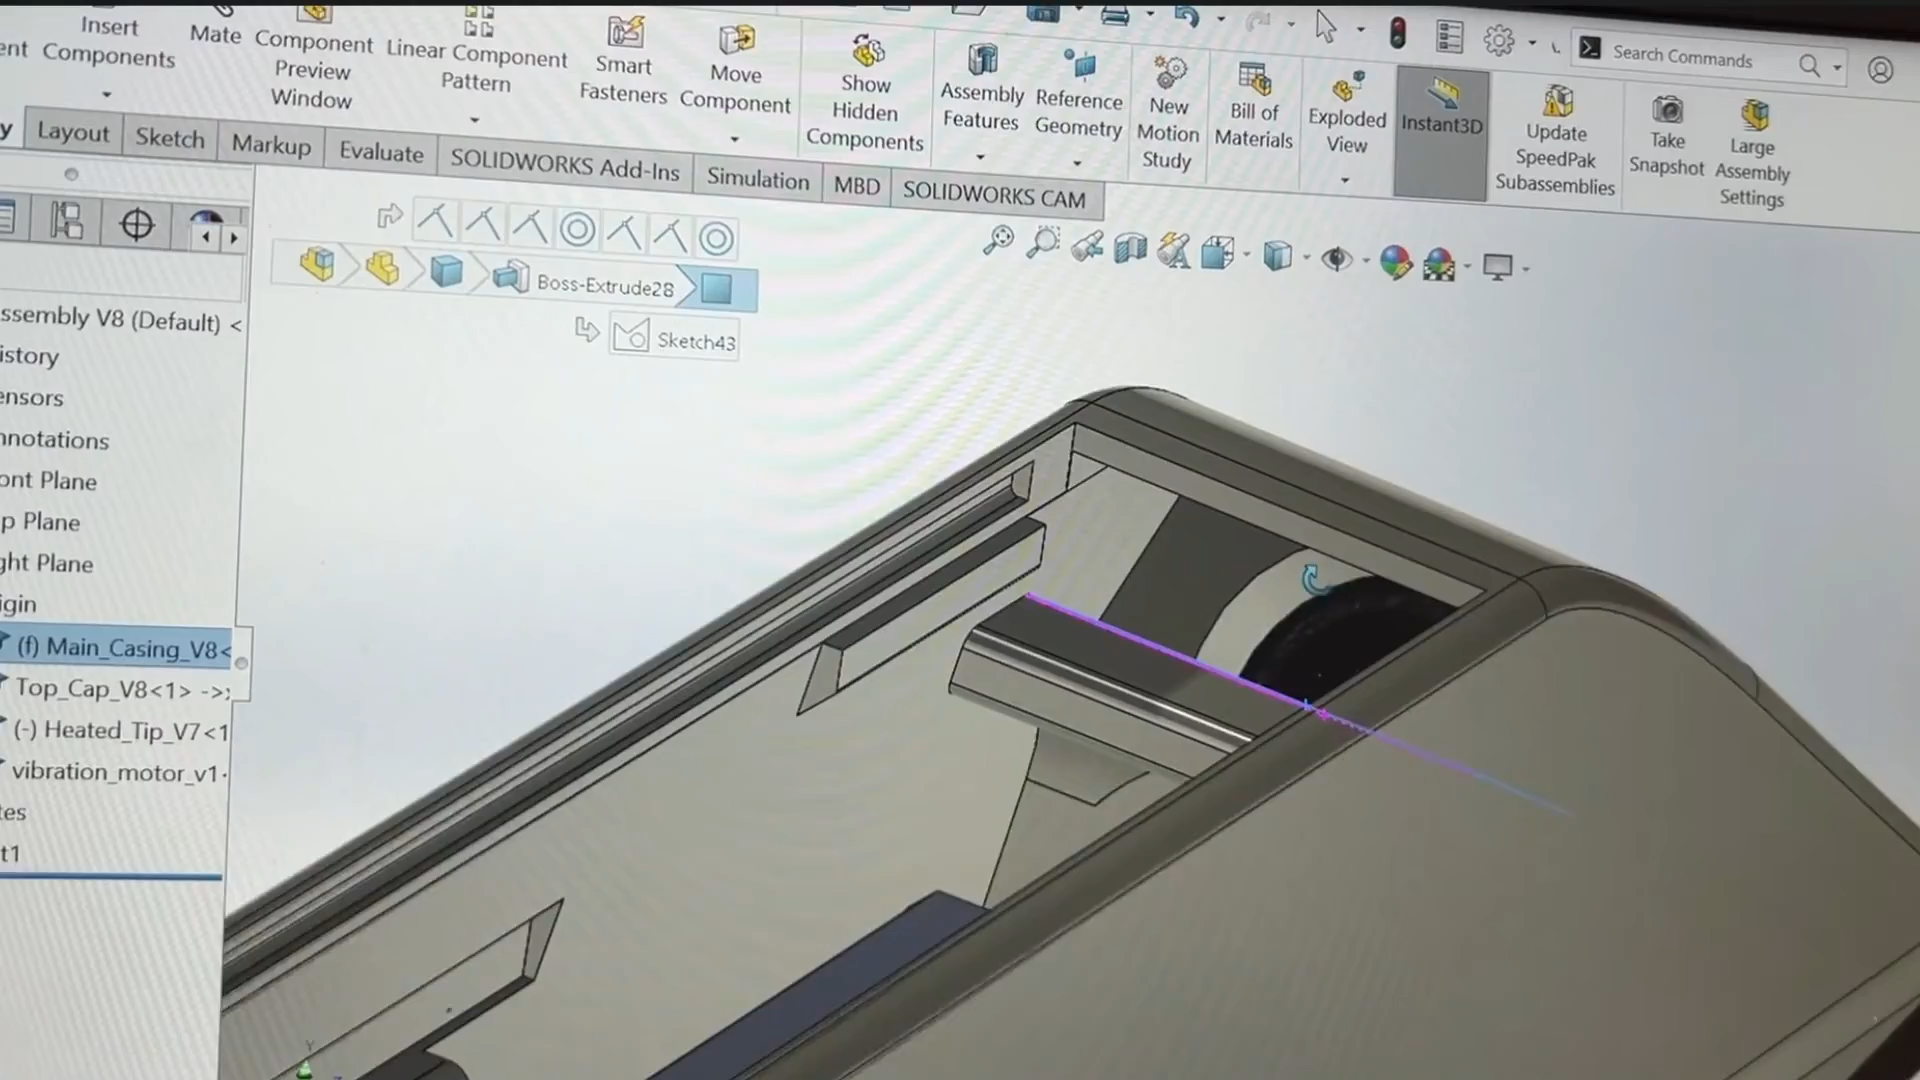 Insert
Components
Mate
Component
Preview
Window
Linear Component
Pattern
Smart
Fasteners
Move
Component
Show
Hidden
Components
Assembly
Features
Reference
Geometry
New
Motion
Study
Bill of
Materials
Exploded
View
Instant3D
Update
SpeedPak
Subassemblies
Take
Snapshot
Large
Assembly
Settings
Search Commands
Layout
Sketch
Markup
Evaluate
SOLIDWORKS Add-Ins
Simulation
MBD
SOLIDWORKS CAM
Boss-Extrude28
Sketch43
ssembly V8 (Default) <
istory
ensors
nnotations
ont Plane
p Plane
ght Plane
igin
(f) Main_Casing_V8<
Top_Cap_V8<1> ->
(-) Heated_Tip_V7<1
vibration_motor_v1
tes
t1
Y